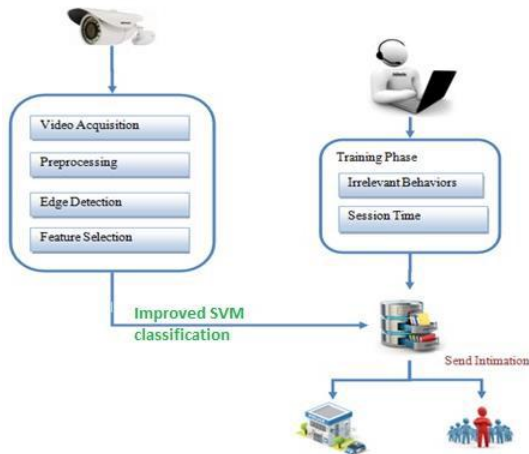 Video Acquisition
Preprocessing
Edge Detection
Feature Selection
Training Phase
Irrelevant Behaviors
Session Time
Improved SVM
classification
Send Intimation